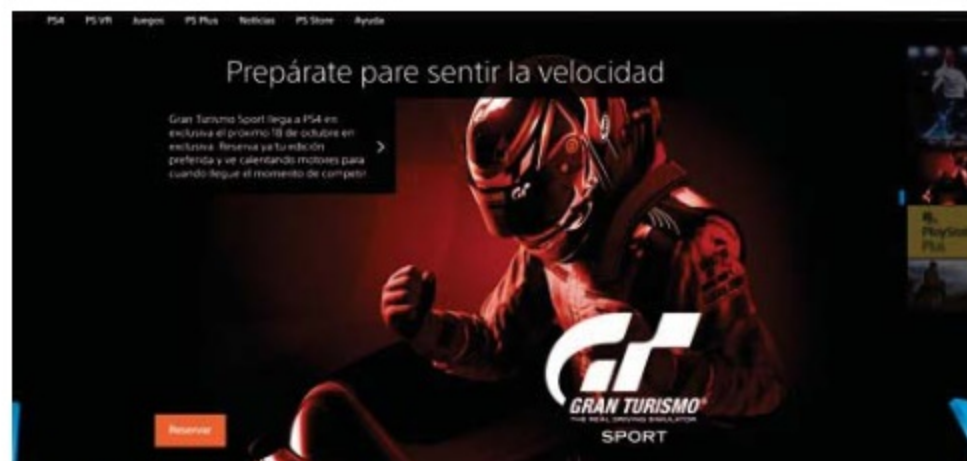 PS4 PS VR Juegos PS Plus Noticias PS Store Ayuda
Prepárate pare sentir la velocidad
Gran Turismo Sport llega a PS4 en
exclusiva el próximo 18 de octubre en
exclusiva. Reserva ya tu edición
preferida y ve calentando motores para
cuando llegue el momento de competir.
GT
PlayStation
Plus
GRAN TURISMO
THE REAL DRIVING SIMULATOR
SPORT
Reservar